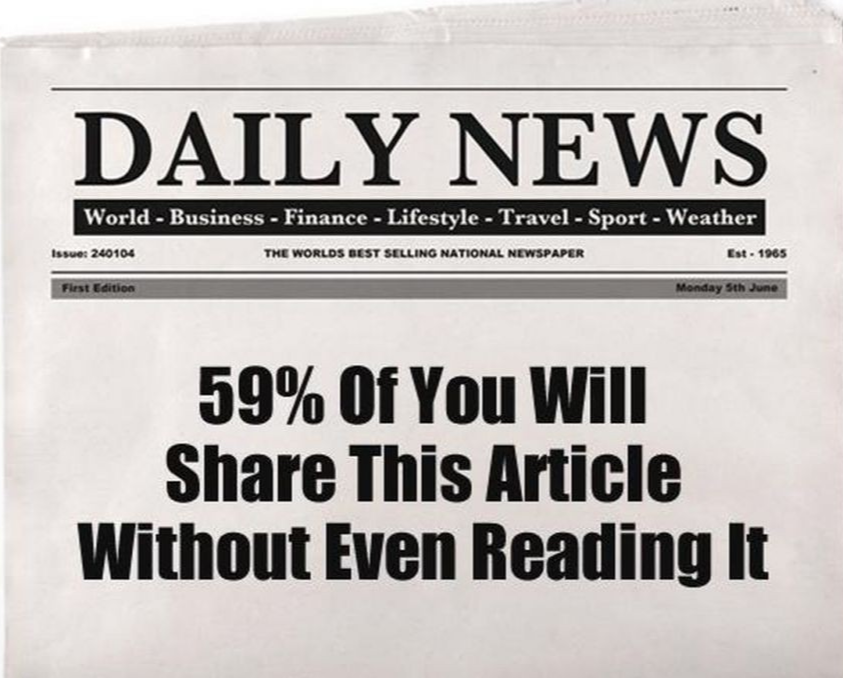 DAILY NEWS
World - Business - Finance - Lifestyle - Travel - Sport - Weather
Issue: 240104 THE WORLDS BEST SELLING NATIONAL NEWSPAPER Est - 1965
First Edition Monday 5th June
59% Of You Will
Share This Article
Without Even Reading It